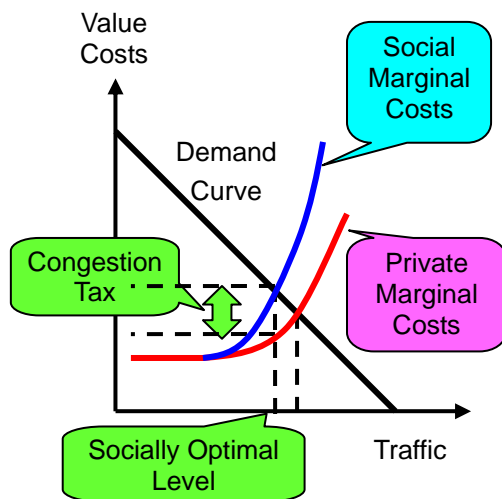 Value
Costs
Social
Marginal
Costs
Demand
Curve
Congestion
Tax
Private
Marginal
Costs
Socially Optimal
Level
Traffic